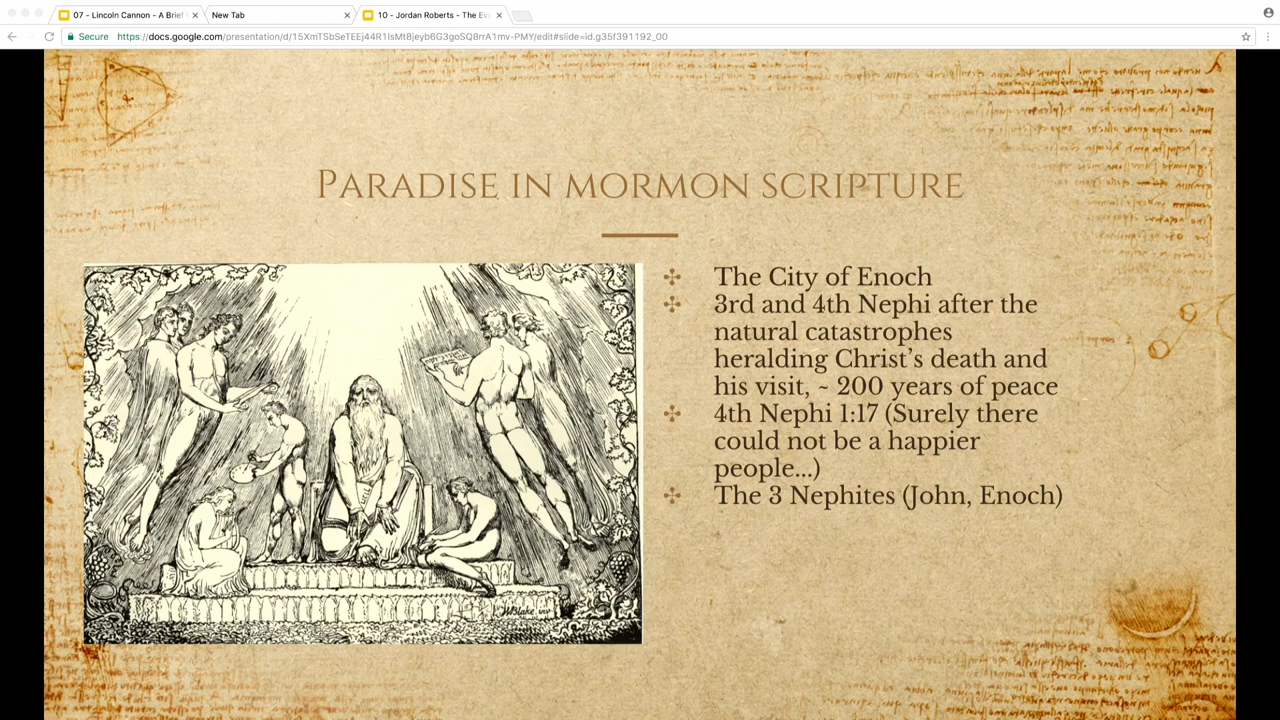 07 - Lincoln Cannon - A Brief
New Tab
10 - Jordan Roberts - The Ev
Secure https://docs.google.com/presentation/d/15XmTSbSeTEEj44R1lsMt8jeyb6G3goSQBrrA1mv-PMY/edit#slide=id.g35f391192_00
Paradise in mormon scripture
The City of Enoch
3rd and 4th Nephi after the
natural catastrophes
heralding Christ's death and
his visit, ~ 200 years of peace
4th Nephi 1:17 (Surely there
could not be a happier
people...)
The 3 Nephites (John, Enoch)
WBlake inv